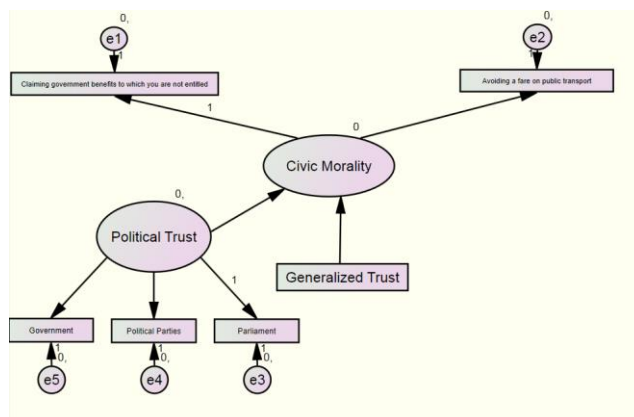 0,
e1
1
0,
e2
1
Claiming government benefits to which you are not entitled
Avoiding a fare on public transport
1
0
Civic Morality
0,
Political Trust
Generalized Trust
1
Government
Political Parties
Parliament
1
0,
1
0,
1
0,
e5
e4
e3